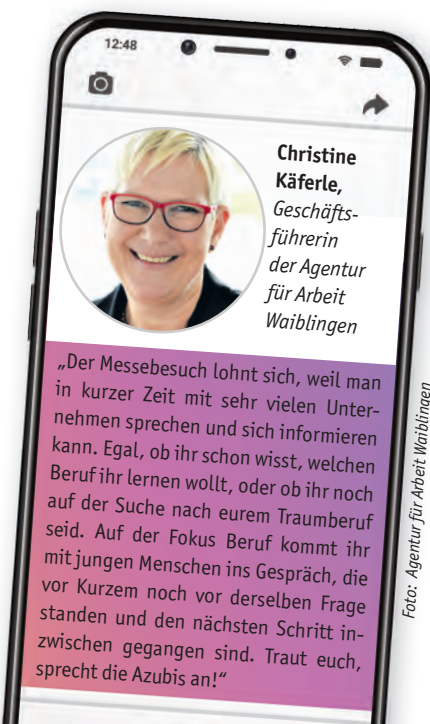 12:48
Christine
Käferle,
Geschäfts-
führerin
der Agentur
für Arbeit
Waiblingen
„Der Messebesuch lohnt sich, weil man
in kurzer Zeit mit sehr vielen Unter-
nehmen sprechen und sich informieren
kann. Egal, ob ihr schon wisst, welchen
Beruf ihr lernen wollt, oder ob ihr noch
auf der Suche nach eurem Traumberuf
seid. Auf der Fokus Beruf kommt ihr
mit jungen Menschen ins Gespräch, die
vor Kurzem noch vor derselben Frage
standen und den nächsten Schritt in-
zwischen gegangen sind. Traut euch,
sprecht die Azubis an!“
Foto: Agentur für Arbeit Waiblingen